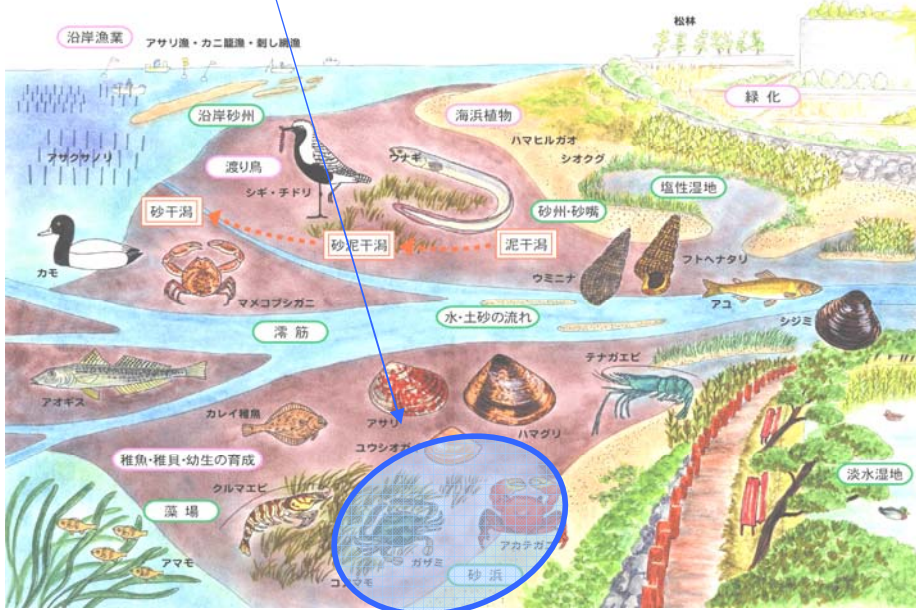 沿岸漁業
アサリ漁・カニ籠漁・刺し網漁
松林
緑化
沿岸砂州
海浜植物
ハマヒルガオ
アサクサノリ
渡り鳥
ウナギ
シオクグ
シギ・チドリ
塩性湿地
砂干潟
砂州・砂嘴
砂泥干潟
泥干潟
カモ
フトヘナタリ
ウミニナ
マメコブシガニ
アユ
水・土砂の流れ
シジミ
澪筋
テナガエビ
アオギス
カレイ稚魚
アサリ
ハマグリ
ユウシオガ
稚魚・稚貝・幼生の育成
淡水湿地
クルマエビ
藻場
アカテガニ
ガザミ
アマモ
コアマモ
砂浜